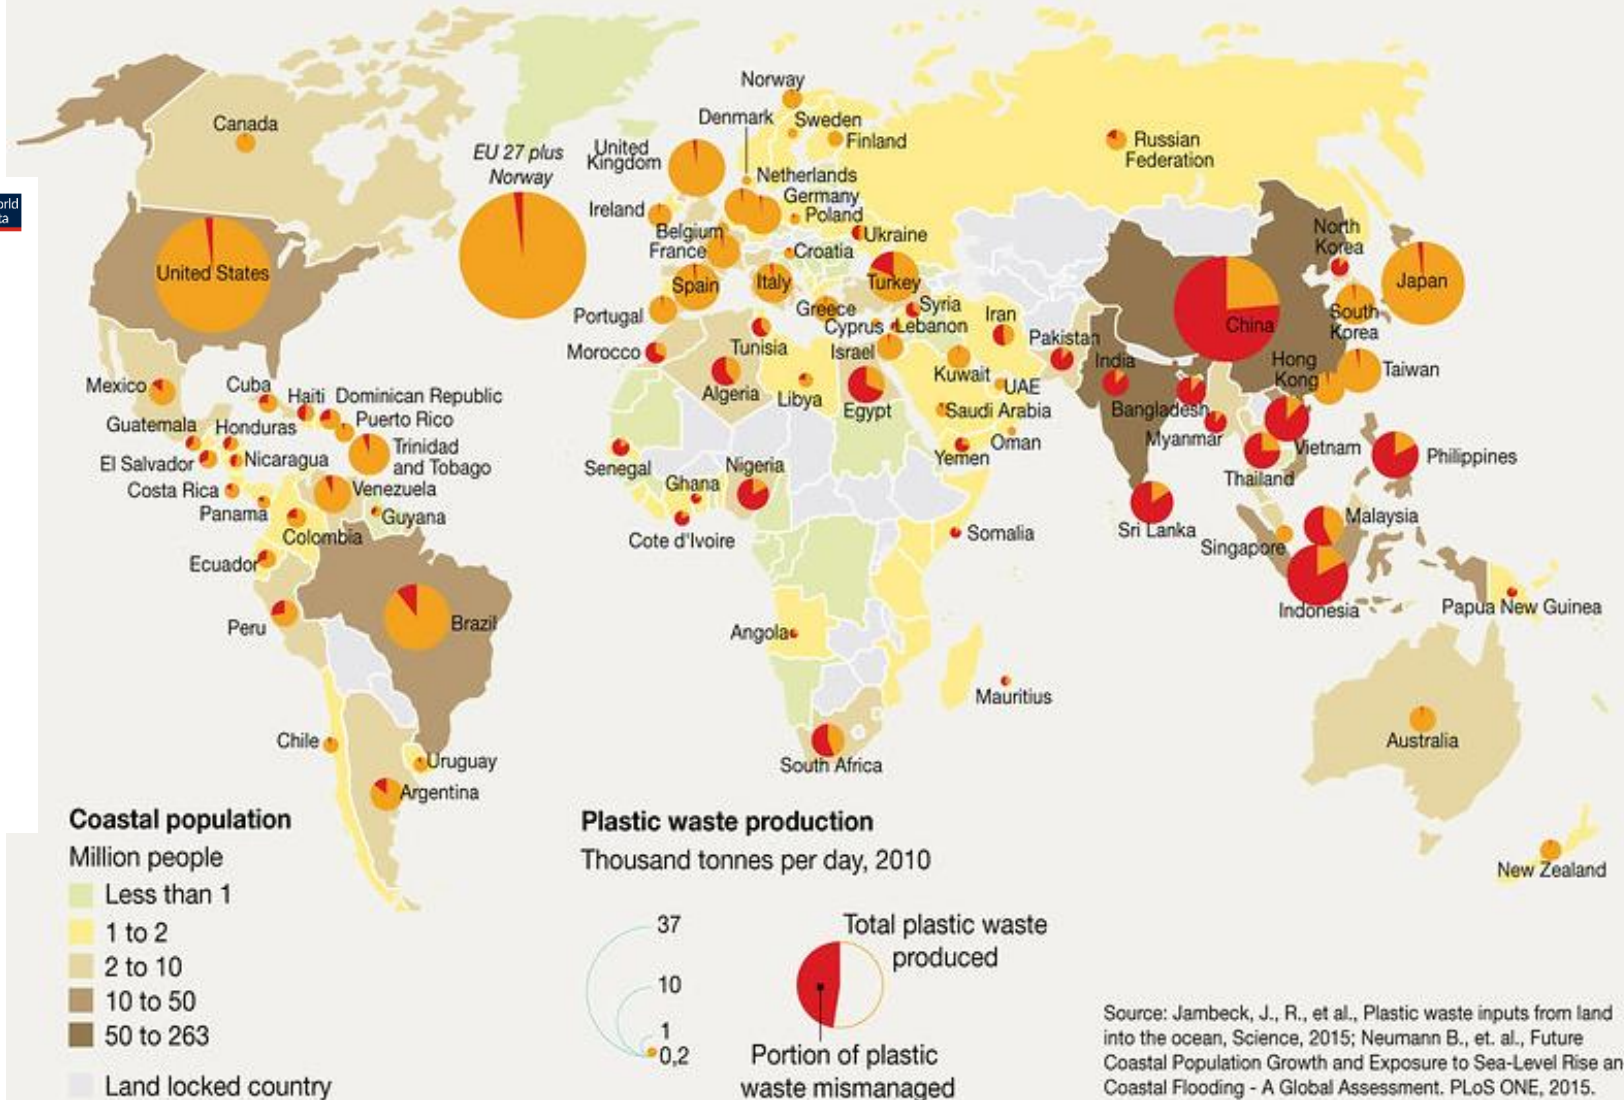 orld
ta
Canada
United States
Mexico
Cuba
Haiti
Dominican Republic
Puerto Rico
Guatemala
Honduras
Trinidad
and Tobago
El Salvador
Nicaragua
Costa Rica
Venezuela
Panama
Guyana
Colombia
Ecuador
Peru
Brazil
Chile
Uruguay
Argentina
EU 27 plus
Norway
Norway
Denmark
Sweden
Finland
United
Kingdom
Netherlands
Germany
Ireland
Poland
Belgium
Ukraine
France
Croatia
Spain
Italy
Turkey
Portugal
Greece
Syria
Cyprus
Lebanon
Iran
Morocco
Tunisia
Israel
Pakistan
Algeria
Libya
Egypt
Kuwait
UAE
Saudi Arabia
Oman
Yemen
Senegal
Nigeria
Ghana
Cote d'Ivoire
Somalia
Angola
Mauritius
South Africa
Russian
Federation
North
Korea
Japan
China
South
Korea
India
Hong
Kong
Taiwan
Bangladesh
Myanmar
Vietnam
Philippines
Thailand
Sri Lanka
Malaysia
Singapore
Indonesia
Papua New Guinea
Australia
New Zealand
Coastal population
Million people
Less than 1
1 to 2
2 to 10
10 to 50
50 to 263
Land locked country
Plastic waste production
Thousand tonnes per day, 2010
37
10
1
0,2
Total plastic waste
produced
Portion of plastic
waste mismanaged
Source: Jambeck, J., R., et al., Plastic waste inputs from land
into the ocean, Science, 2015; Neumann B., et. al., Future
Coastal Population Growth and Exposure to Sea-Level Rise an
Coastal Flooding - A Global Assessment. PLoS ONE, 2015.